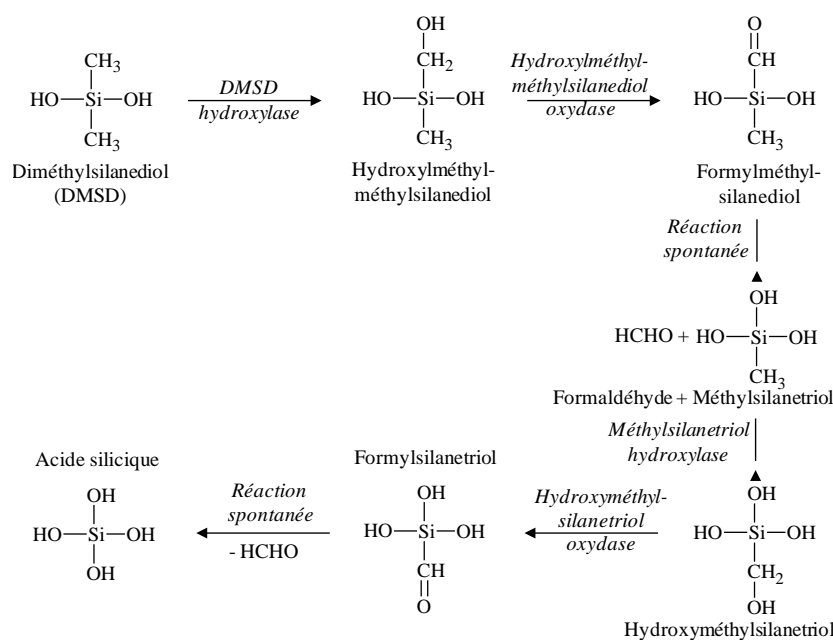 OH
CH₃
HO—Si—OH
CH₃
Diméthylsilanediol
(DMSD)
DMSD
hydroxylase
CH₂
HO—Si—OH
CH₃
Hydroxylméthyl-
méthylsilanediol
Hydroxylméthyl-
méthylsilanediol
oxydase
O
CH
HO—Si—OH
CH₃
Formylméthyl-
silanediol
Réaction
spontanée
OH
HCHO + HO—Si—OH
CH₃
Formaldéhyde + Méthylsilanetriol
Méthylsilanetriol
hydroxylase
OH
HO—Si—OH
CH₂
OH
Hydroxyméthylsilanetriol
Hydroxyméthyl-
silanetriol
oxydase
Formylsilanetriol
OH
HO—Si—OH
CH
O
Réaction
spontanée
- HCHO
Acide silicique
OH
HO—Si—OH
OH